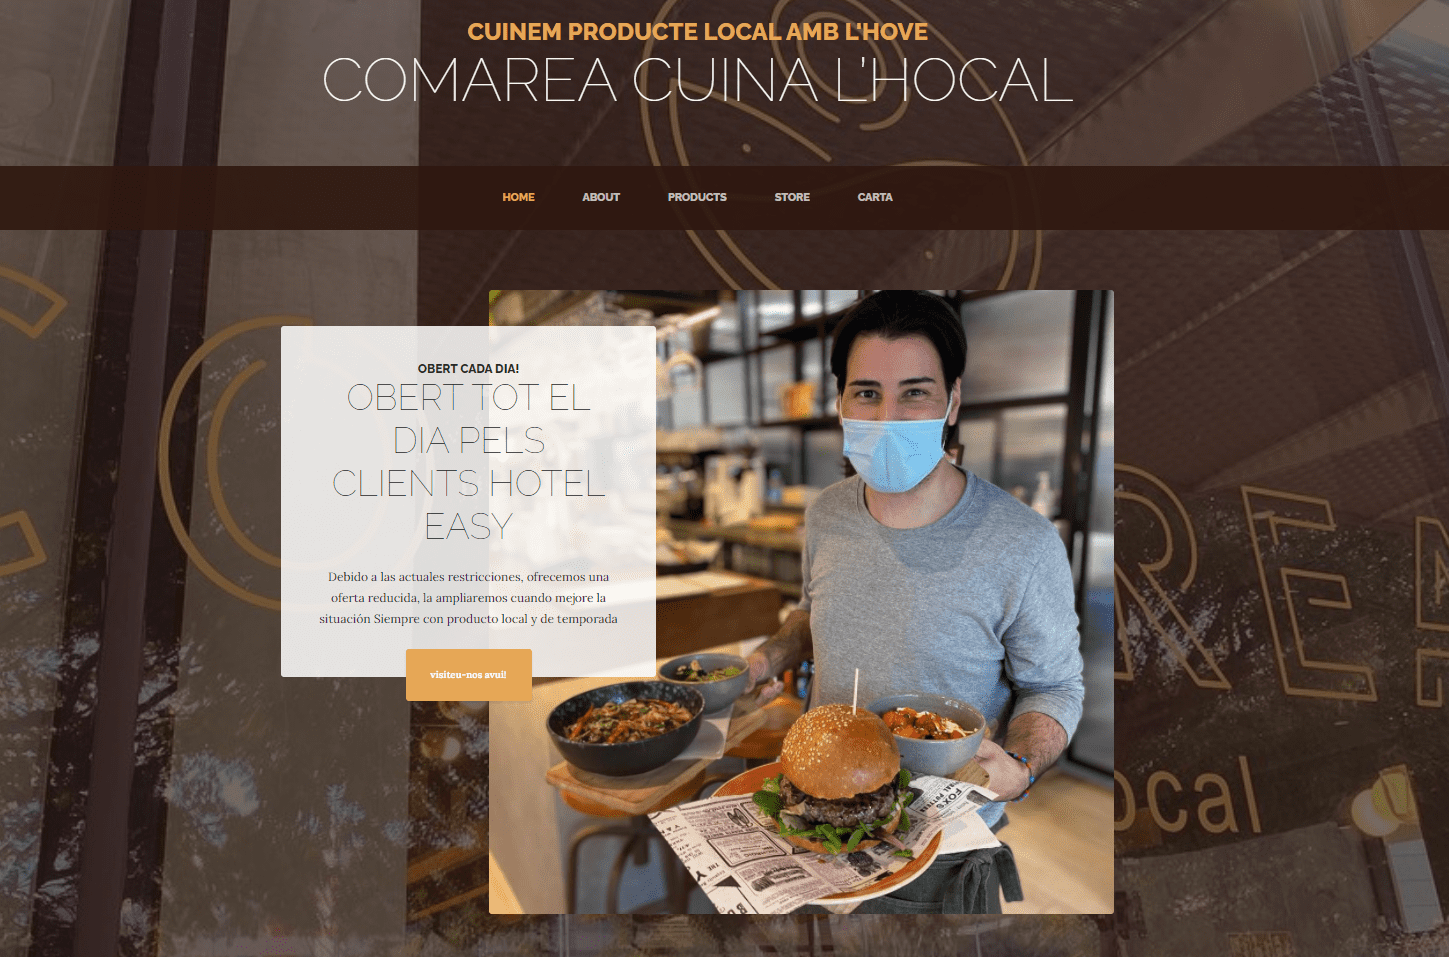 CUINEM PRODUCTE LOCAL AMB L'HOVE
COMAREA CUINA L'HOCAL
HOME
ABOUT
PRODUCTS
STORE
CARTA
OBERT CADA DIA!
OBERT TOT EL
DIA PELS
CLIENTS HOTEL
EASY
Debido a las actuales restricciones, ofrecemos una
oferta reducida, la ampliaremos cuando mejore la
situación Siempre con producto local y de temporada
visiteu-nos avui!
FOX'S
ocal